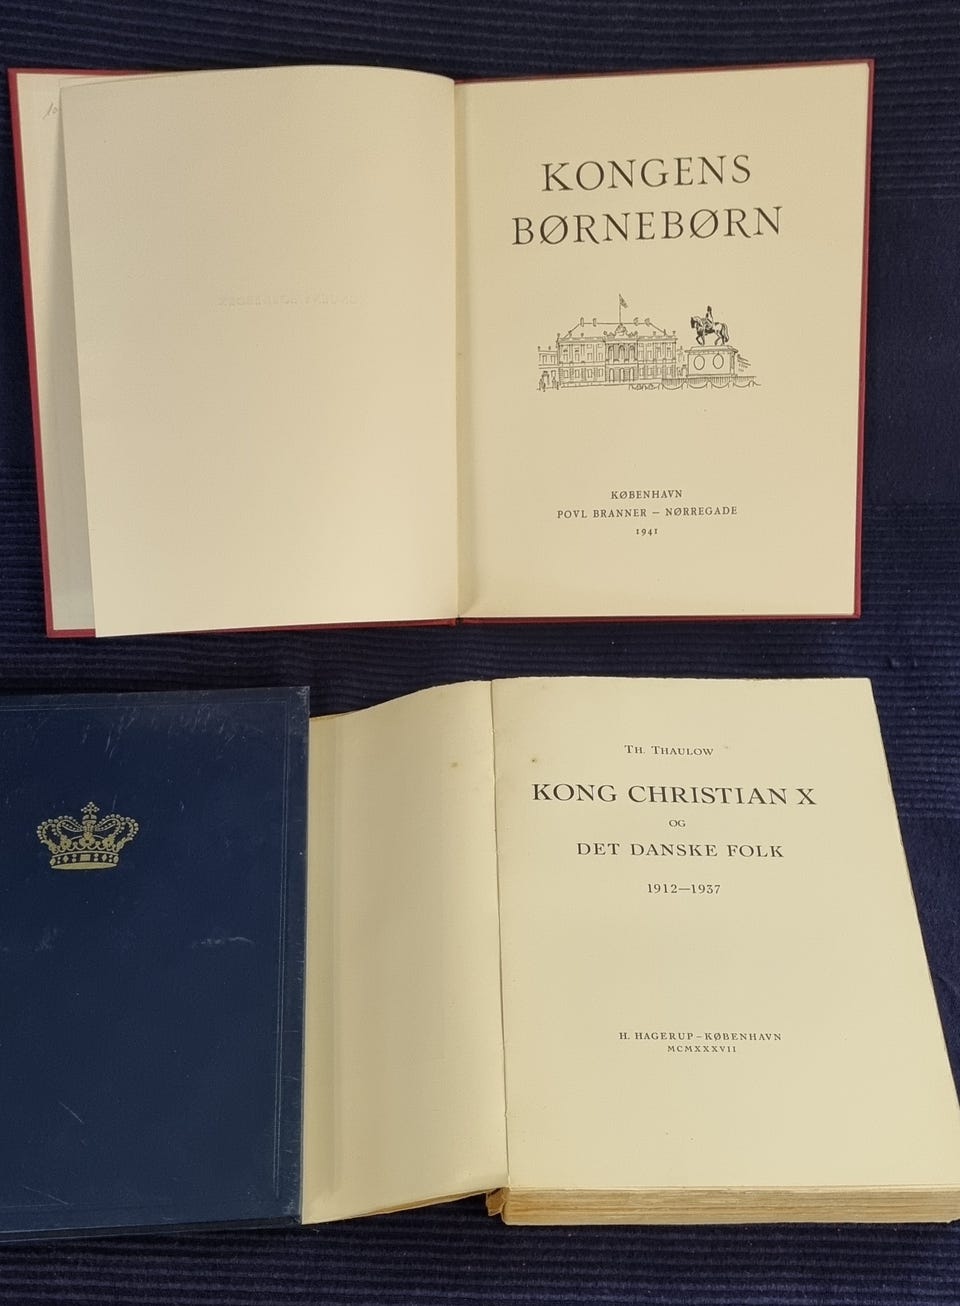 KONGENS
BØRNEBØRN
KØBENHAVN
POVL BRANNER – NØRREGADE
1941
TH. THAULOW
KONG CHRISTIAN X
OG
DET DANSKE FOLK
1912—1937
H. HAGERUP – KØBENHAVN
MCMXXXVII